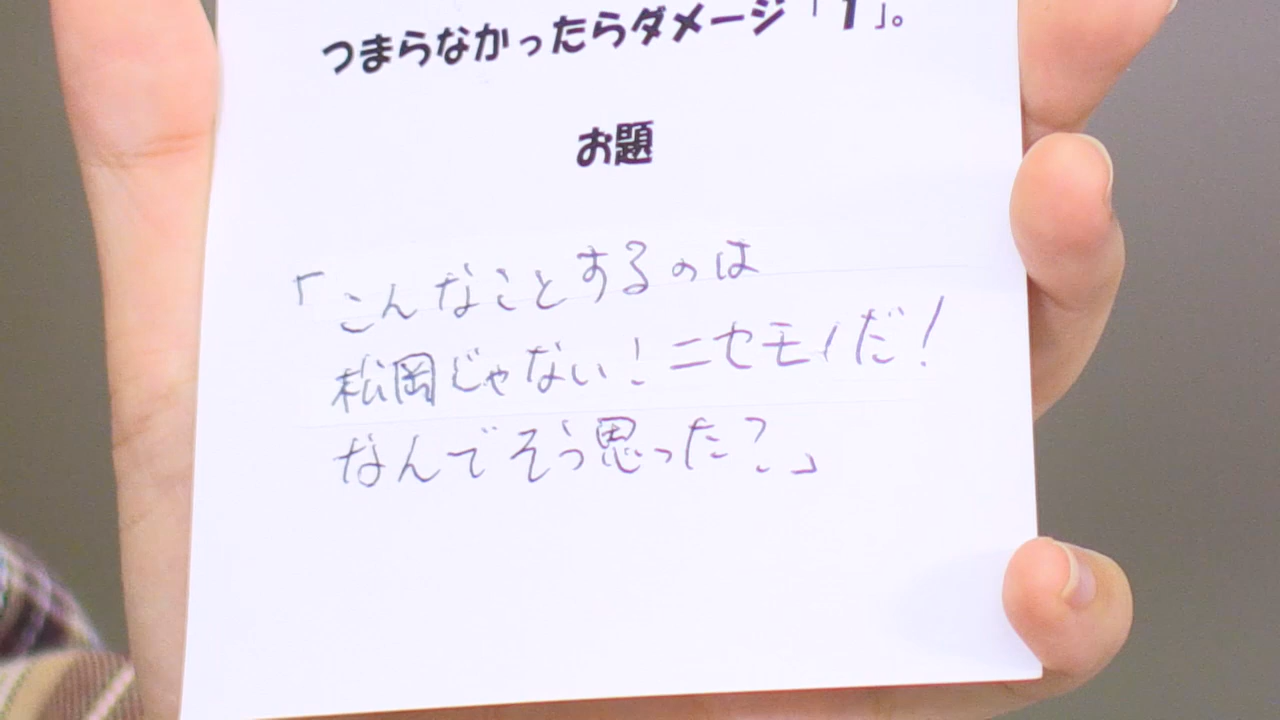 つまらなかったらダメージ「1」。
お題
「こんなことするのは
松岡じゃない!ニセモノだ!
なんでそう思った?」